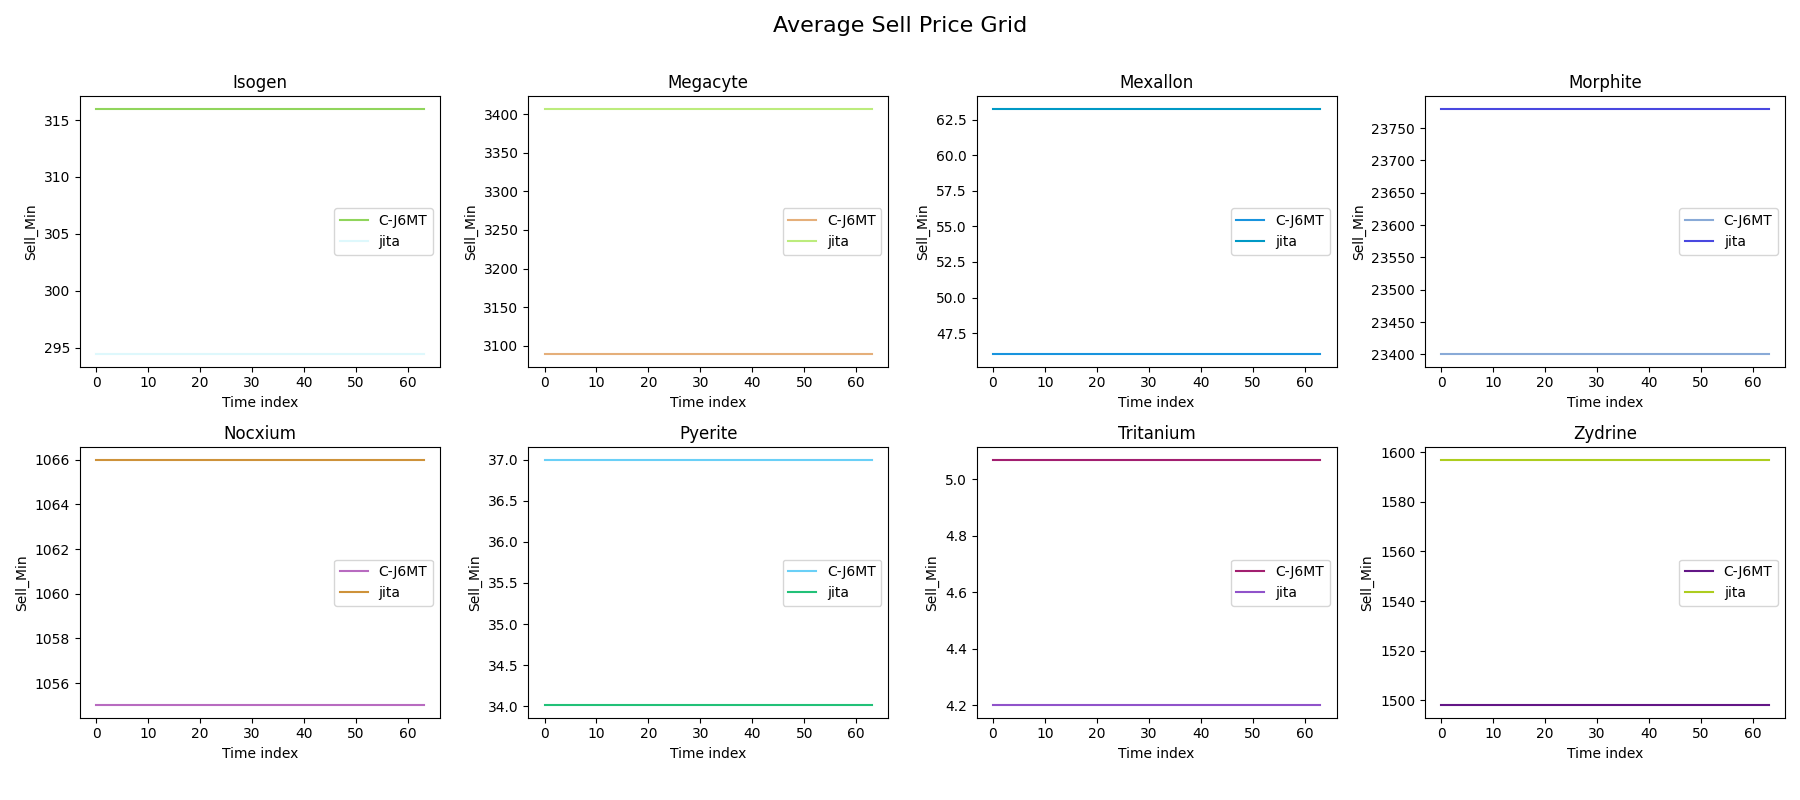 Average Sell Price Grid
Isogen
Sell_Min
315
310
305
300
295
C-J6MT
jita
0 10 20 30 40 50 60
Time index
Megacyte
Sell_Min
3400
3350
3300
3250
3200
3150
3100
C-J6MT
jita
0 10 20 30 40 50 60
Time index
Mexallon
Sell_Min
62.5
60.0
57.5
55.0
52.5
50.0
47.5
C-J6MT
jita
0 10 20 30 40 50 60
Time index
Morphite
Sell_Min
23750
23700
23650
23600
23550
23500
23450
23400
C-J6MT
jita
0 10 20 30 40 50 60
Time index
Nocxium
Sell_Min
1066
1064
1062
1060
1058
1056
C-J6MT
jita
0 10 20 30 40 50 60
Time index
Pyerite
Sell_Min
37.0
36.5
36.0
35.5
35.0
34.5
34.0
C-J6MT
jita
0 10 20 30 40 50 60
Time index
Tritanium
Sell_Min
5.0
4.8
4.6
4.4
4.2
C-J6MT
jita
0 10 20 30 40 50 60
Time index
Zydrine
Sell_Min
1600
1580
1560
1540
1520
1500
C-J6MT
jita
0 10 20 30 40 50 60
Time index